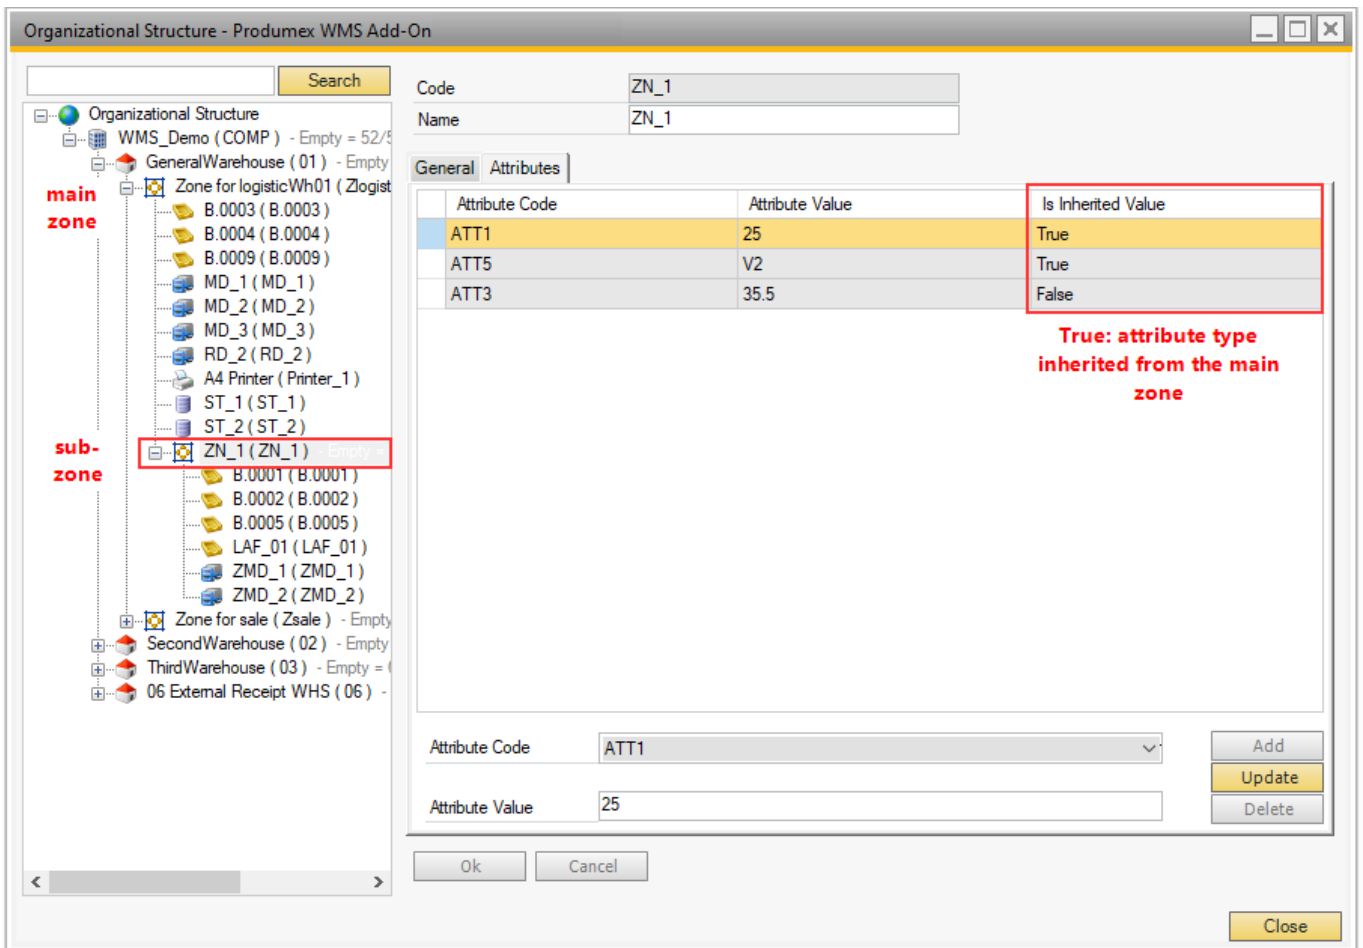 Organizational Structure - Produmex WMS Add-On
Search
Organizational Structure
WMS_Demo ( COMP ) - Empty = 52/5
GeneralWarehouse ( 01 ) - Empty
Zone for logisticWh01 ( Zlogist
B.0003 ( B.0003 )
B.0004 ( B.0004 )
B.0009 ( B.0009 )
MD_1 ( MD_1 )
MD_2 ( MD_2 )
MD_3 ( MD_3 )
RD_2 ( RD_2 )
A4 Printer ( Printer_1 )
ST_1 ( ST_1 )
ST_2 ( ST_2 )
ZN_1 ( ZN_1 ) - Empty =
B.0001 ( B.0001 )
B.0002 ( B.0002 )
B.0005 ( B.0005 )
LAF_01 ( LAF_01 )
ZMD_1 ( ZMD_1 )
ZMD_2 ( ZMD_2 )
Zone for sale ( Zsale ) - Empty
SecondWarehouse ( 02 ) - Empty
ThirdWarehouse ( 03 ) - Empty =
06 External Receipt WHS ( 06 ) -
main
zone
sub-
zone
Code ZN_1
Name ZN_1
General Attributes
Attribute Code Attribute Value Is Inherited Value
ATT1 25 True
ATT5 V2 True
ATT3 35.5 False
True: attribute type
inherited from the main
zone
Attribute Code ATT1 Add
Update
Attribute Value 25 Delete
Ok Cancel
Close